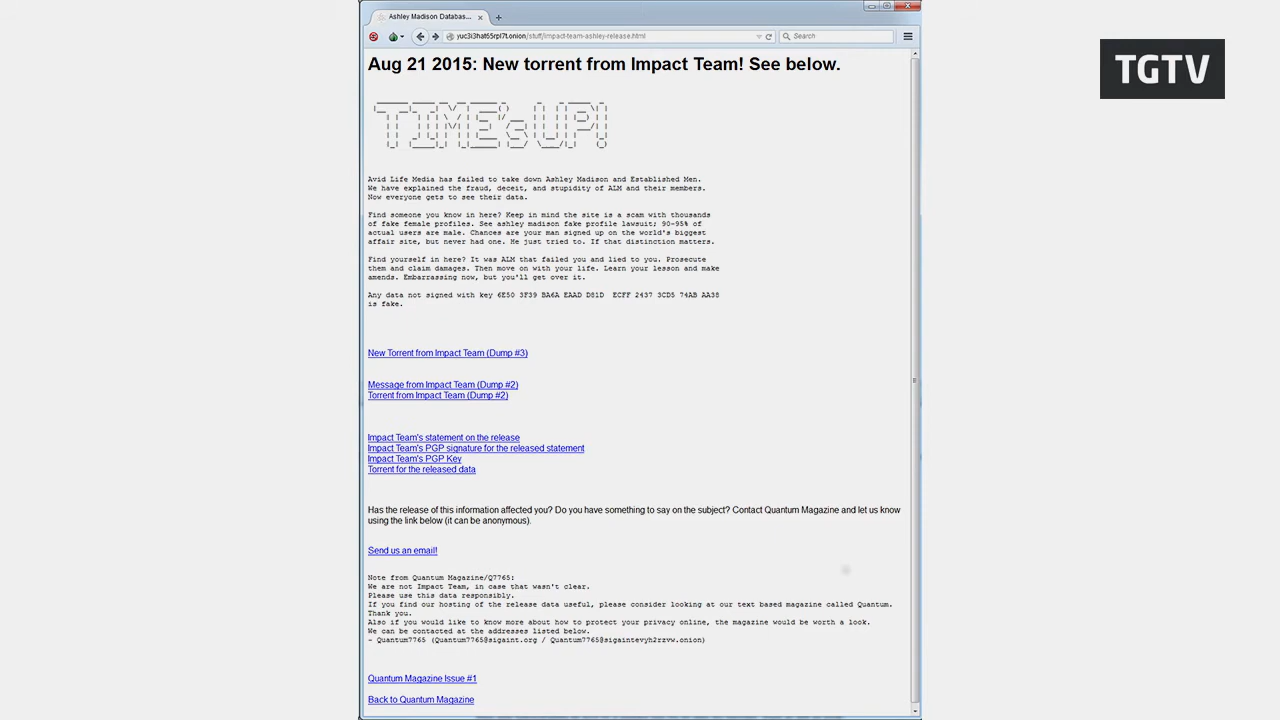 Ashley Madison Databas...
yuc3i3hat65rpl7t.onion/stuff/impact-team-ashley-release.html
Search
TGTV
Aug 21 2015: New torrent from Impact Team! See below.
TIME's UP!
Avid Life Media has failed to take down Ashley Madison and Established Men.
We have explained the fraud, deceit, and stupidity of ALM and their members.
Now everyone gets to see their data.
Find someone you know in here? Keep in mind the site is a scam with thousands
of fake female profiles. See ashley madison fake profile lawsuit; 90-95% of
actual users are male. Chances are your man signed up on the world's biggest
affair site, but never had one. He just tried to. If that distinction matters.
Find yourself in here? It was ALM that failed you and lied to you. Prosecute
them and claim damages. Then move on with your life. Learn your lesson and make
amends. Embarrassing now, but you'll get over it.
Any data not signed with key 6E50 3F39 BA6A EAAD D81D ECFF 2437 3CD5 74AB AA38
is fake.
New Torrent from Impact Team (Dump #3)
Message from Impact Team (Dump #2)
Torrent from Impact Team (Dump #2)
Impact Team's statement on the release
Impact Team's PGP signature for the released statement
Impact Team's PGP Key
Torrent for the released data
Has the release of this information affected you? Do you have something to say on the subject? Contact Quantum Magazine and let us know
using the link below (it can be anonymous).
Send us an email!
Note from Quantum Magazine/Q7765:
We are not Impact Team, in case that wasn't clear.
Please use this data responsibly.
If you find our hosting of the release data useful, please consider looking at our text based magazine called Quantum.
Thank you.
Also if you would like to know more about how to protect your privacy online, the magazine would be worth a look.
We can be contacted at the addresses listed below.
- Quantum7765 (Quantum7765@sigaint.org / Quantum7765@sigaintevyh2rzvw.onion)
Quantum Magazine Issue #1
Back to Quantum Magazine